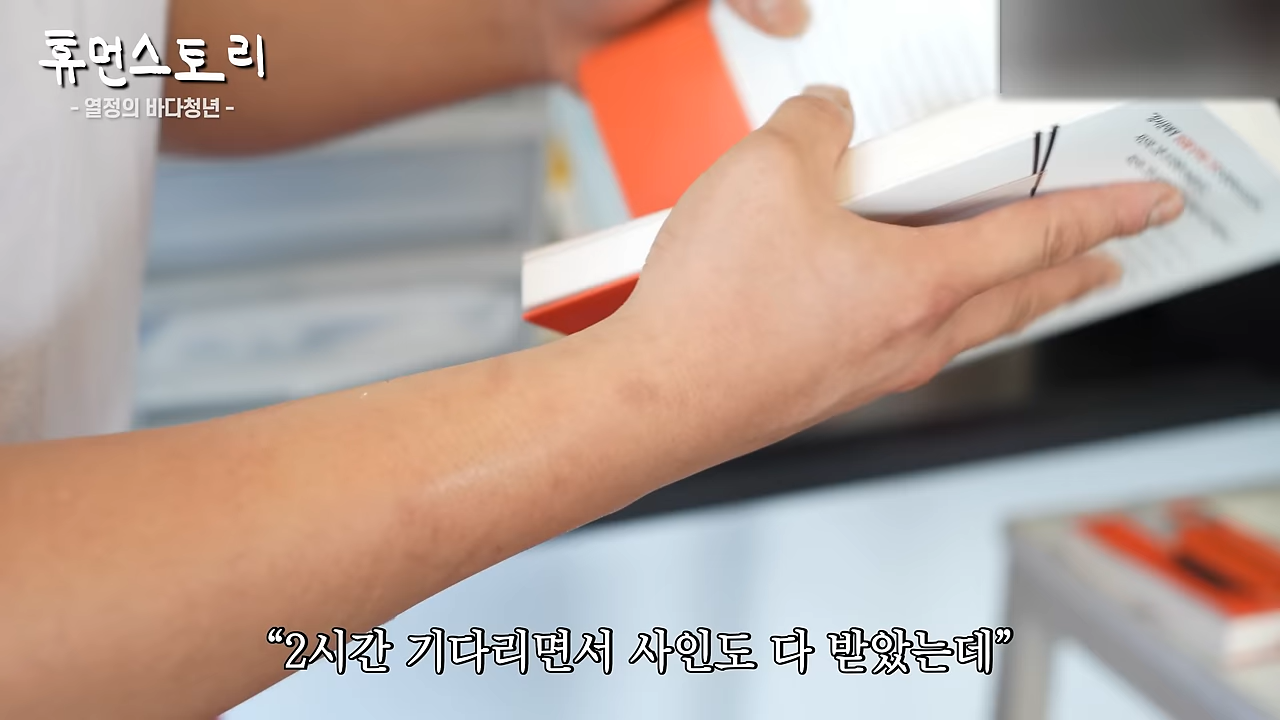 휴먼스토리
- 열정의 바다청년 -
“2시간 기다리면서 사인도 다 받았는데”